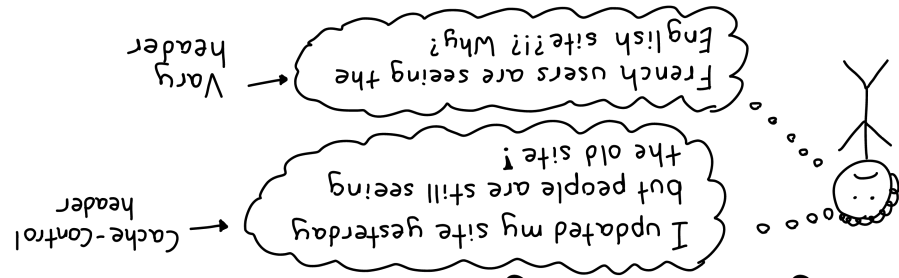 I updated my site yesterday
but people are still seeing
the old site!
Cache-Control
header
French users are seeing the
English site?!? Why?
Vary
header